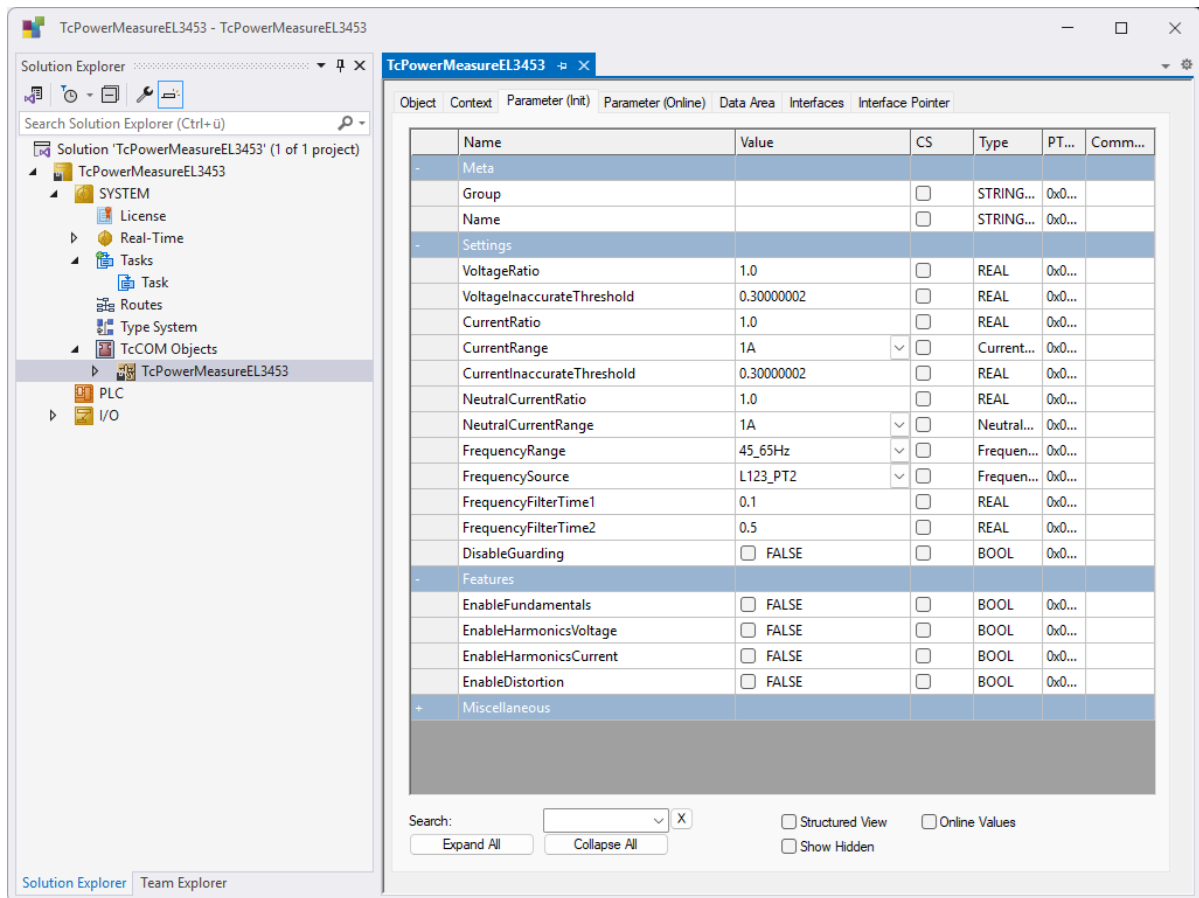 TcPowerMeasureEL3453 - TcPowerMeasureEL3453
Solution Explorer
Search Solution Explorer (Ctrl+ü)
Solution 'TcPowerMeasureEL3453' (1 of 1 project)
TcPowerMeasureEL3453
SYSTEM
License
Real-Time
Tasks
Task
Routes
Type System
TcCOM Objects
TcPowerMeasureEL3453
PLC
I/O
Solution Explorer Team Explorer
TcPowerMeasureEL3453
Object Context Parameter (Init) Parameter (Online) Data Area Interfaces Interface Pointer
Name Value CS Type PT... Comm...
- Meta
Group STRING... 0x0...
Name STRING... 0x0...
- Settings
VoltageRatio 1.0 REAL 0x0...
VoltageInaccurateThreshold 0.30000002 REAL 0x0...
CurrentRatio 1.0 REAL 0x0...
CurrentRange 1A Current... 0x0...
CurrentInaccurateThreshold 0.30000002 REAL 0x0...
NeutralCurrentRatio 1.0 REAL 0x0...
NeutralCurrentRange 1A Neutral... 0x0...
FrequencyRange 45_65Hz Frequen... 0x0...
FrequencySource L123_PT2 Frequen... 0x0...
FrequencyFilterTime1 0.1 REAL 0x0...
FrequencyFilterTime2 0.5 REAL 0x0...
DisableGuarding FALSE BOOL 0x0...
- Features
EnableFundamentals FALSE BOOL 0x0...
EnableHarmonicsVoltage FALSE BOOL 0x0...
EnableHarmonicsCurrent FALSE BOOL 0x0...
EnableDistortion FALSE BOOL 0x0...
+ Miscellaneous
Search: X Structured View Online Values
Expand All Collapse All Show Hidden